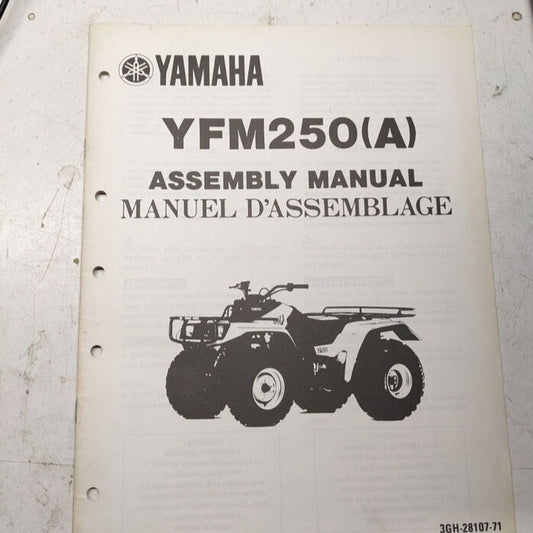 YAMAHA
YFM250(A)
ASSEMBLY MANUAL
MANUEL D'ASSEMBLAGE
3GH-28107-71